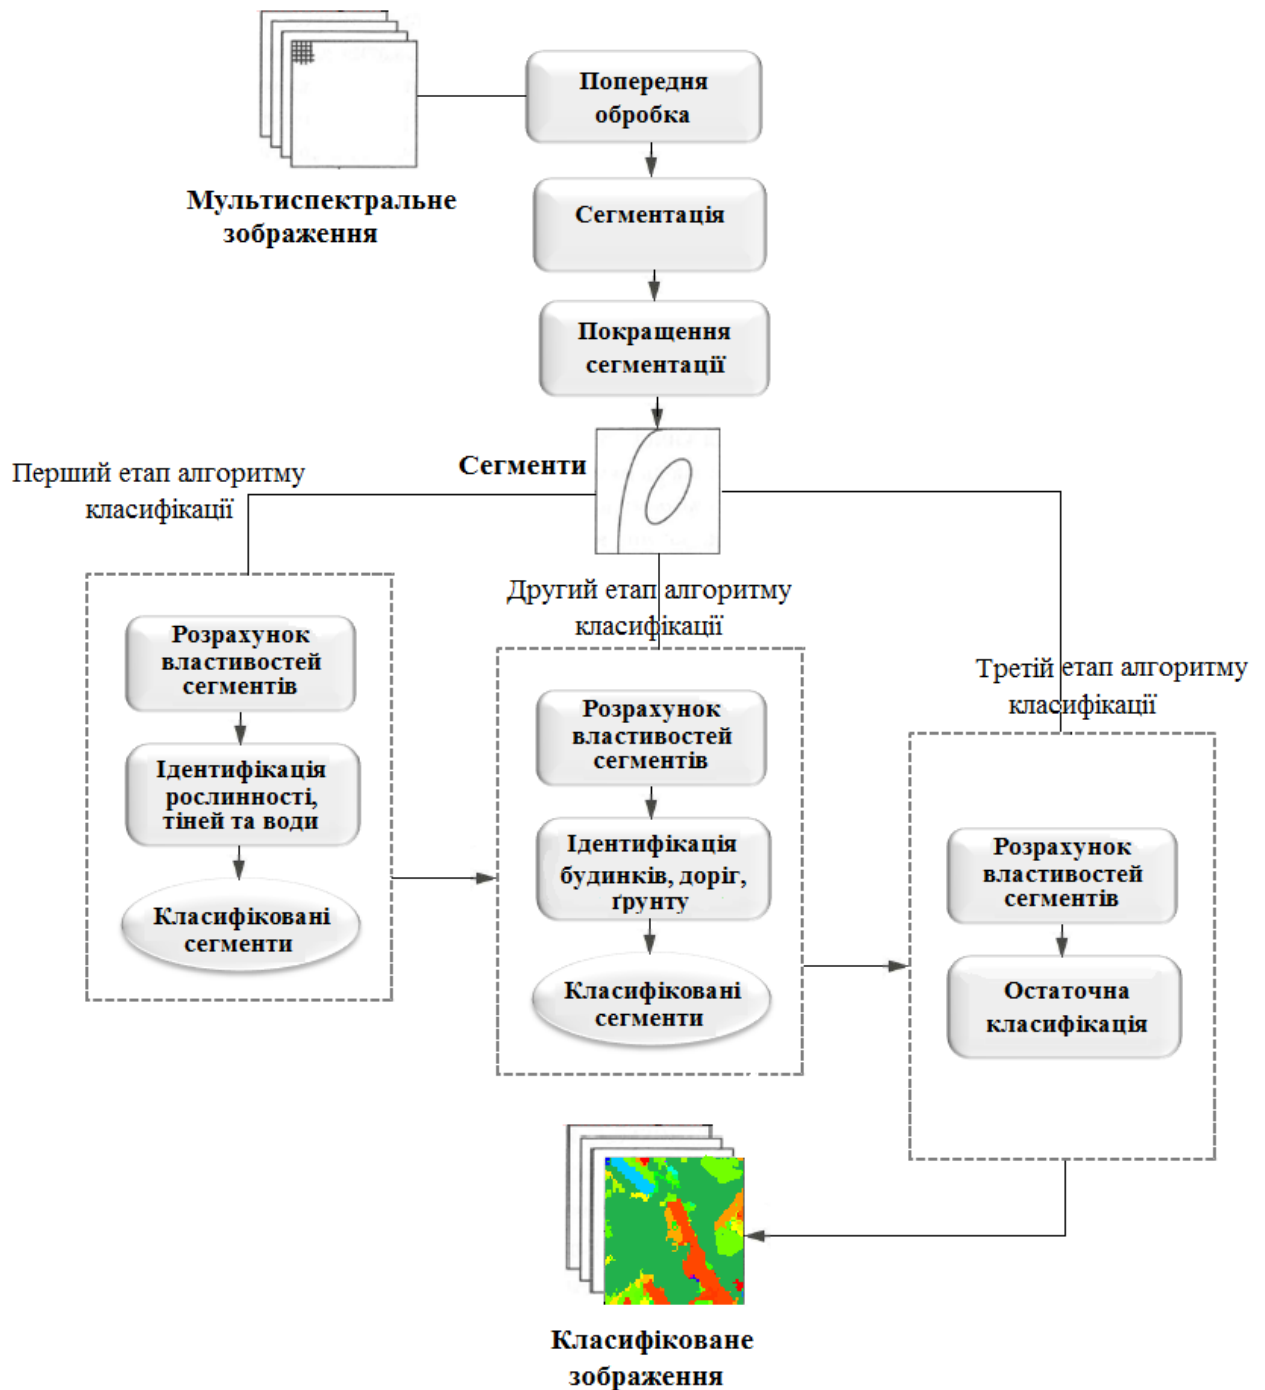 Попередня
обробка
Мультиспектральне
зображення
Сегментація
Покращення
сегментації
Сегменти
Перший етап алгоритму
класифікації
Розрахунок
властивостей
сегментів
Ідентифікація
рослинності,
тіней та води
Класифіковані
сегменти
Другий етап алгоритму
класифікації
Розрахунок
властивостей
сегментів
Ідентифікація
будинків, доріг,
ґрунту
Класифіковані
сегменти
Третій етап алгоритму
класифікації
Розрахунок
властивостей
сегментів
Остаточна
класифікація
Класифіковане
зображення